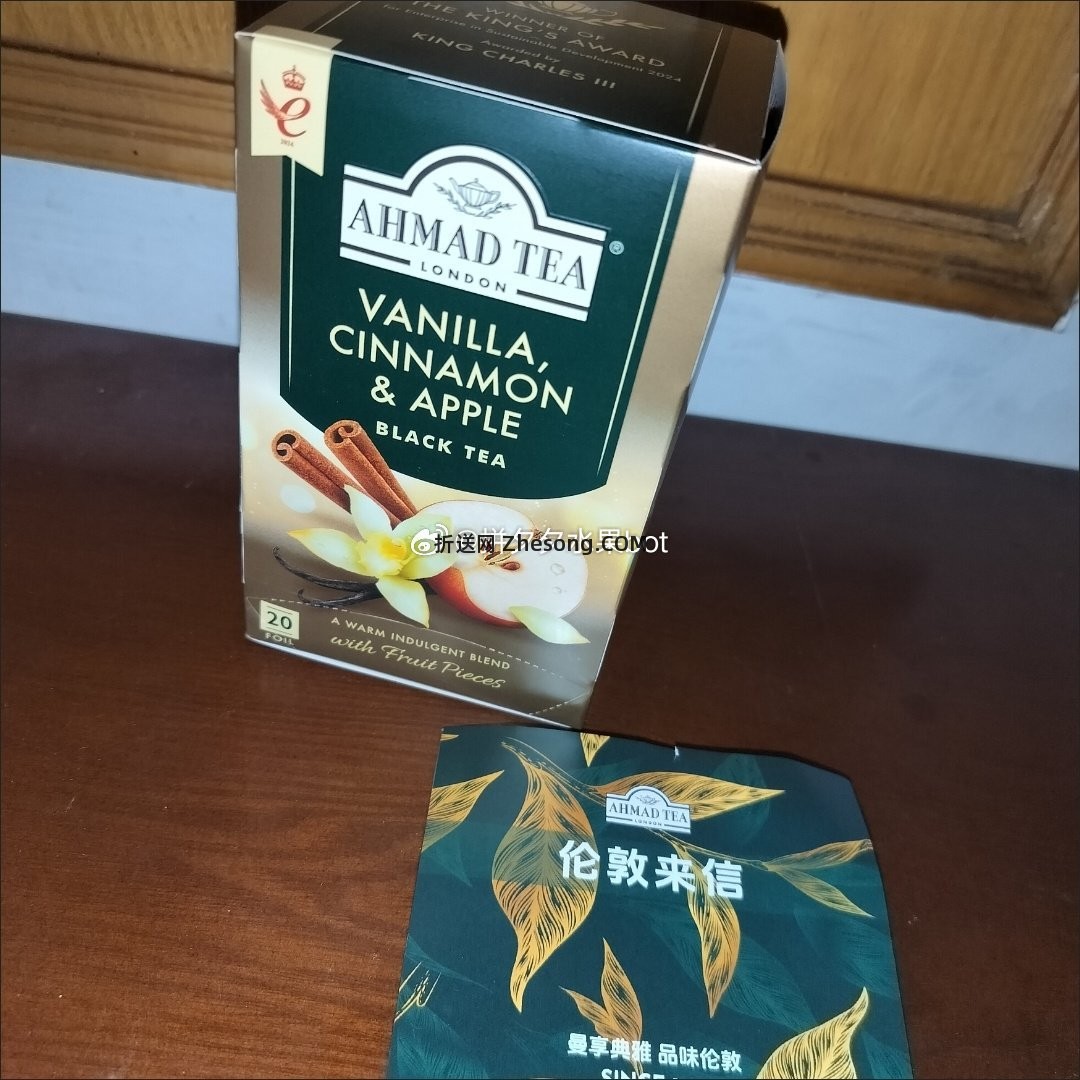 WINNER OF
THE KING'S AWARD
for Enterprise in Sustainable Development 2024
Awarded by
KING CHARLES III
e
2024
AHMAD TEA®
LONDON
VANILLA,
CINNAMON
& APPLE
BLACK TEA
折送网 Zhesong.COM
20
FOIL
A WARM INDULGENT BLEND
with Fruit Pieces
AHMAD TEA
LONDON
伦敦来信
曼享典雅 品味伦敦
SINCE